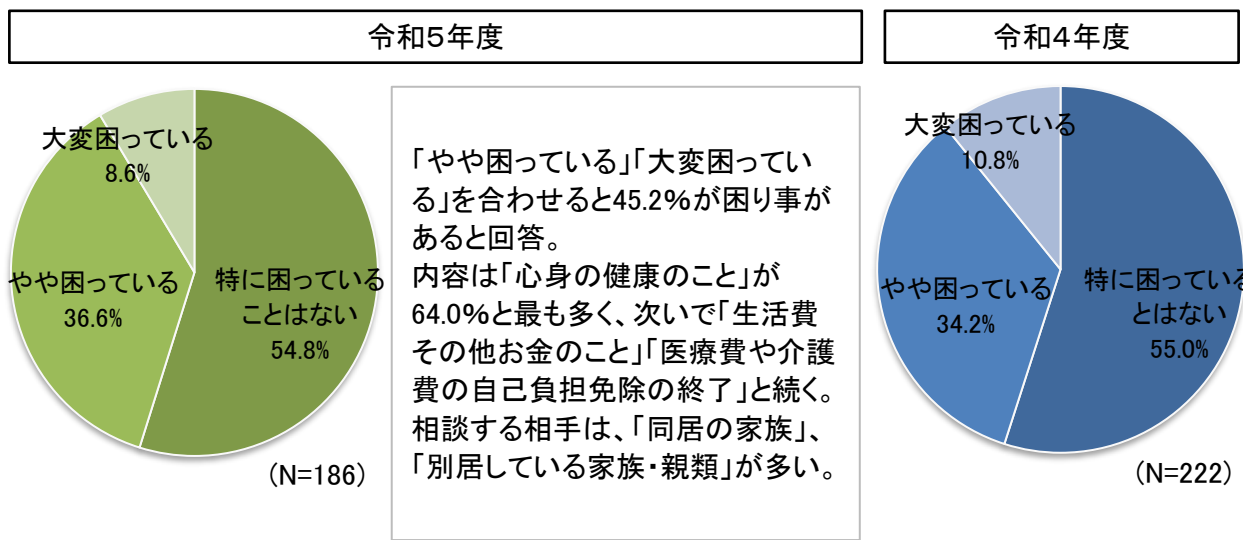 令和5年度
大変困っている
8.6%
やや困っている
36.6%
特に困っている
ことはない
54.8%
(N=186)
「やや困っている」「大変困ってい
る」を合わせると45.2%が困り事が
あると回答。
内容は「心身の健康のこと」が
64.0%と最も多く、次いで「生活費
その他お金のこと」「医療費や介護
費の自己負担免除の終了」と続く。
相談する相手は、「同居の家族」、
「別居している家族・親類」が多い。
令和4年度
大変困っている
10.8%
やや困っている
34.2%
特に困っている
とはない
55.0%
(N=222)